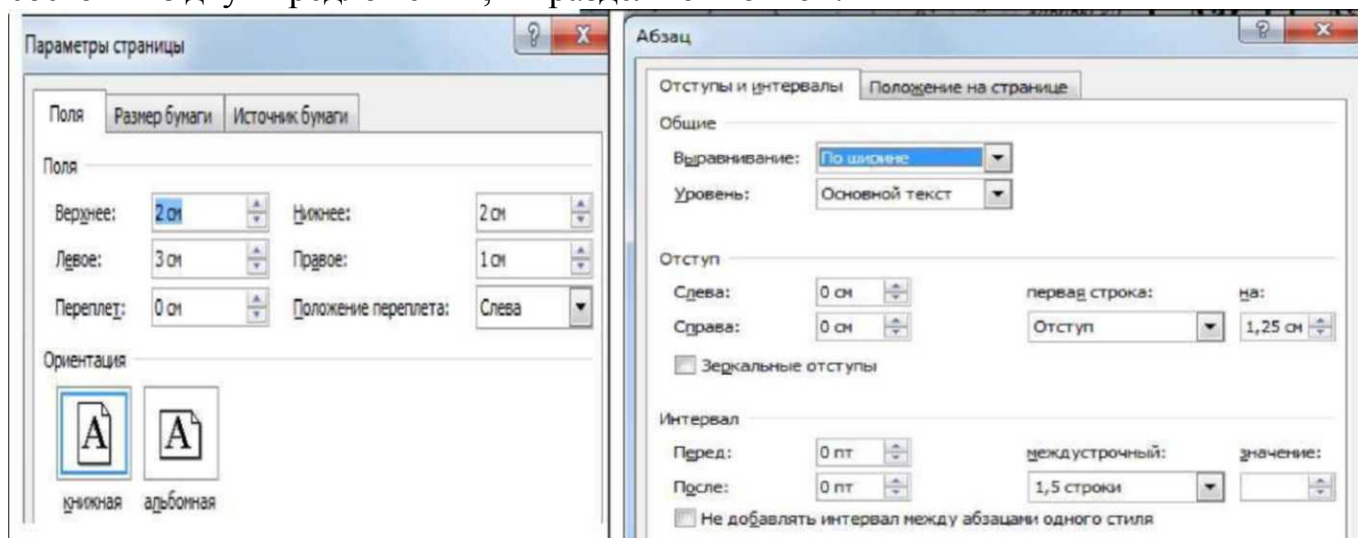 Параметры страницы
Поля Размер бумаги Источник бумаги
Поля
Верхнее: 2 см Нижнее: 2 см
Левое: 3 см Правое: 1 см
Переплет: 0 см Положение переплета: Слева
Ориентация
А А
книжная альбомная
Абзац
Отступы и интервалы Положение на странице
Общие
Выравнивание: По ширине
Уровень: Основной текст
Отступ
Слева: 0 см первая строка: на:
Справа: 0 см Отступ 1,25 см
Зеркальные отступы
Интервал
Перед: 0 пт междустрочный: значение:
После: 0 пт 1,5 строки
Не добавлять интервал между абзацами одного стиля